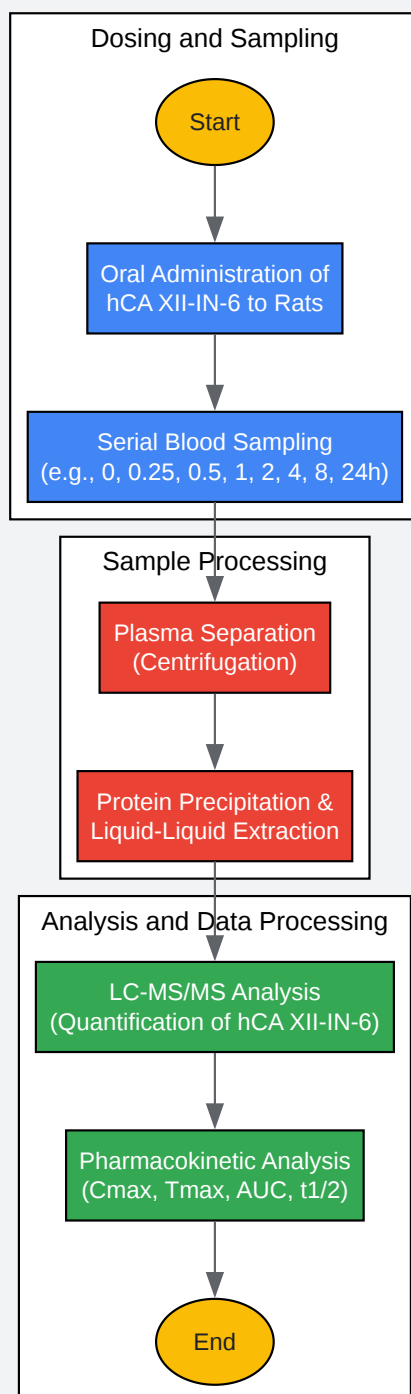 Dosing and Sampling
Start
Oral Administration of
hCA XII-IN-6 to Rats
Serial Blood Sampling
(e.g., 0, 0.25, 0.5, 1, 2, 4, 8, 24h)
Sample Processing
Plasma Separation
(Centrifugation)
Protein Precipitation &
Liquid-Liquid Extraction
Analysis and Data Processing
LC-MS/MS Analysis
(Quantification of hCA XII-IN-6)
Pharmacokinetic Analysis
(Cmax, Tmax, AUC, t1/2)
End